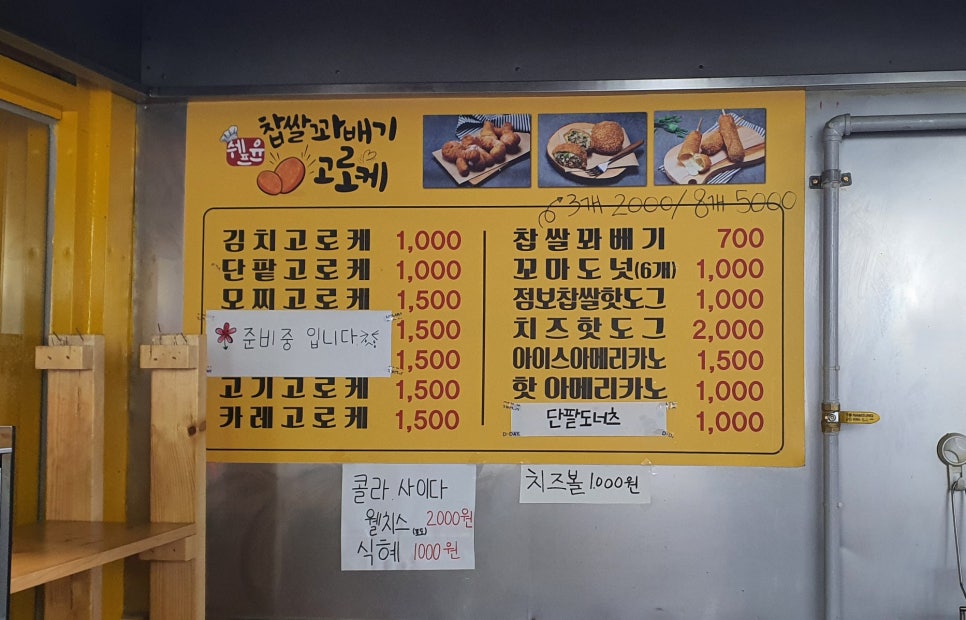 쉐프윤
찹쌀꽈배기
고로케
3개 2000/8개 5000
김치고로케 1,000
단팥고로케 1,000
모찌고로케 1,500
준비중 입니다 1,500
1,500
고기고로케 1,500
카레고로케 1,500
찹쌀꽈배기 700
꼬마도넛(6개) 1,000
점보찹쌀핫도그 1,000
치즈핫도그 2,000
아이스아메리카노 1,500
핫 아메리카노 1,000
단팥도너츠 1,000
콜라 사이다
웰치스 2000원
식혜 1000원
치즈볼 1000원